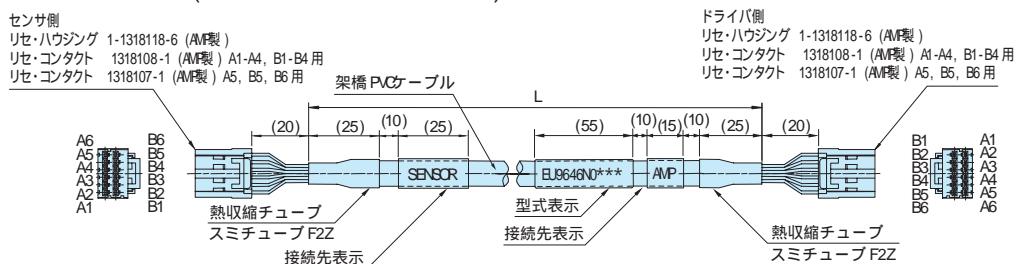 センサ側
リセ・ハウジング 1-1318118-6 (AMP製)
リセ・コンタクト 1318108-1 (AMP製) A1-A4, B1-B4 用
リセ・コンタクト 1318107-1 (AMP製) A5, B5, B6 用
ドライバ側
リセ・ハウジング 1-1318118-6 (AMP製)
リセ・コンタクト 1318108-1 (AMP製) A1-A4, B1-B4 用
リセ・コンタクト 1318107-1 (AMP製) A5, B5, B6 用
架橋 PVCケーブル
L
(20) (25) (10) (25) (55) (10) (15) (10) (25) (20)
A6 B6
A5 B5
A4 B4
A3 B3
A2 B2
A1 B1
SENSOR
EU9646N0***
AMP
B1 A1
B2 A2
B3 A3
B4 A4
B5 A5
B6 A6
熱収縮チューブ
スミチューブ F2Z
接続先表示
型式表示
接続先表示
熱収縮チューブ
スミチューブ F2Z